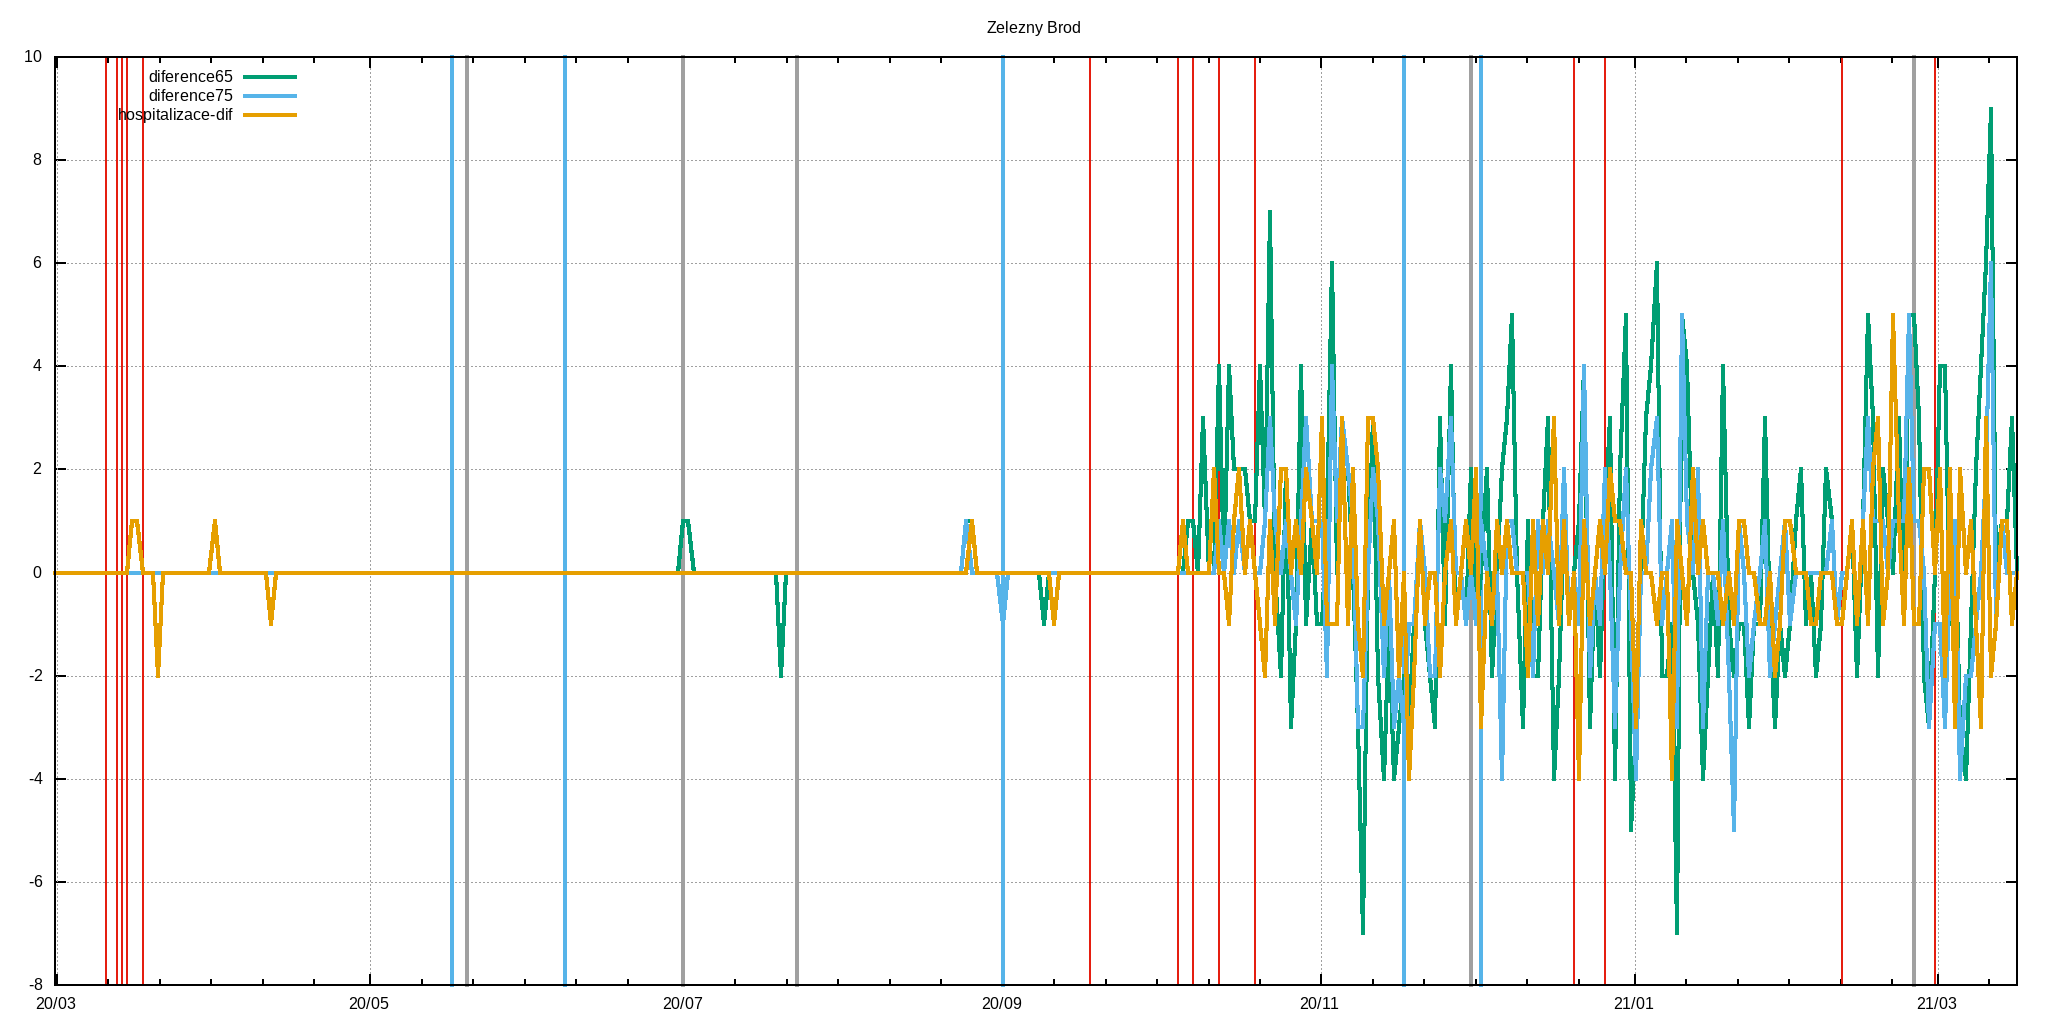 Zelezny Brod
10
diference65
diference75
hospitalizace-dif
8
6
4
2
0
-2
-4
-6
-8
20/03 20/05 20/07 20/09 20/11 21/01 21/03